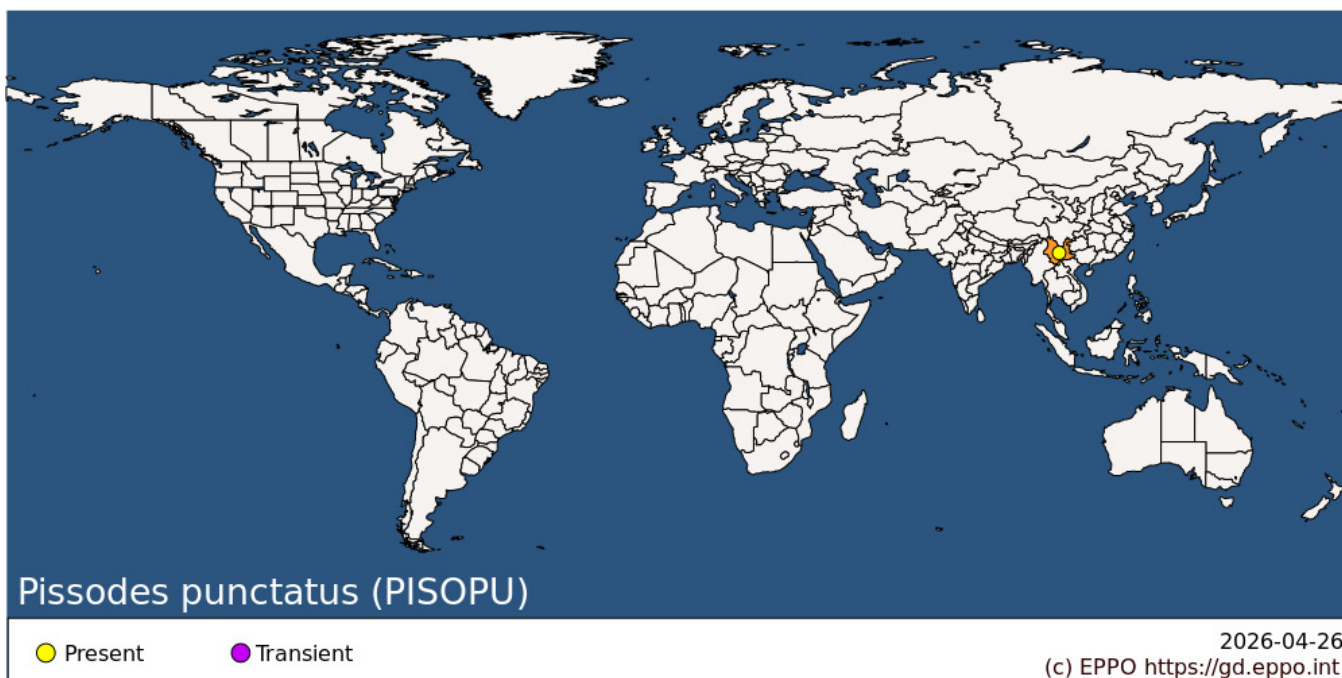 Pissodes punctatus (PISOPU)
Present
Transient
2026-04-26
(c) EPPO https://gd.eppo.int